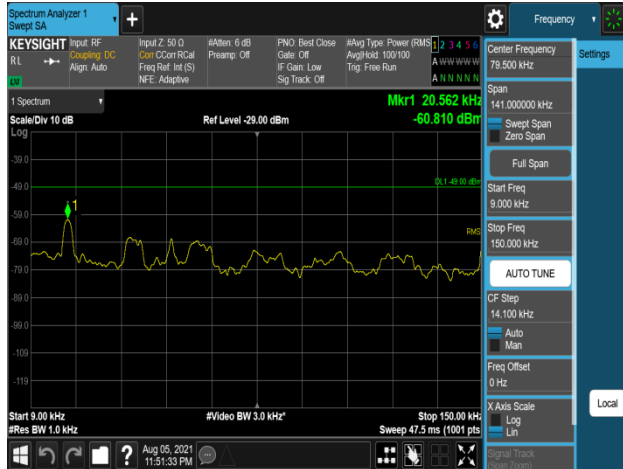 Spectrum Analyzer 1
Swept SA
Frequency
KEYSIGHT
RL
Input: RF
Coupling: DC
Align: Auto
Input Z: 50 Ω
Corr CCorr RCal
Freq Ref: Int (S)
NFE: Adaptive
#Atten: 6 dB
Preamp: Off
PNO: Best Close
Gate: Off
IF Gain: Low
Sig Track: Off
#Avg Type: Power (RMS
Avg|Hold: 100/100
Trig: Free Run
1 2 3 4 5 6
A W W W W W
A N N N N N
1 Spectrum
Scale/Div 10 dB
Log
Ref Level -29.00 dBm
Mkr1 20.562 kHz
-60.810 dBm
-39.0
-49.0
-59.0
-69.0
-79.0
-89.0
-99.0
-109
-119
DL1 -49.00 dBm
1
RMS
Start 9.00 kHz
#Res BW 1.0 kHz
#Video BW 3.0 kHz*
Stop 150.00 kHz
Sweep 47.5 ms (1001 pts
Aug 05, 2021
11:51:33 PM
Center Frequency
79.500 kHz
Span
141.000000 kHz
Swept Span
Zero Span
Full Span
Start Freq
9.000 kHz
Stop Freq
150.000 kHz
AUTO TUNE
CF Step
14.100 kHz
Auto
Man
Freq Offset
0 Hz
X Axis Scale
Log
Lin
Signal Track
(Span Zoom)
Settings
Local